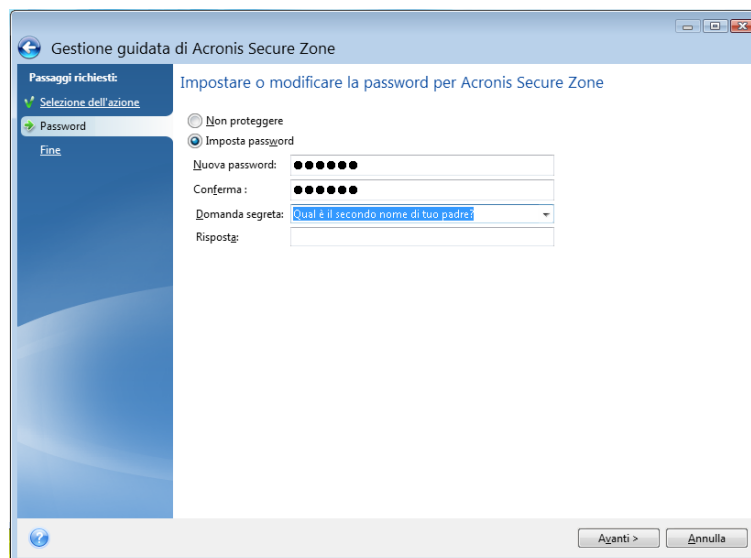 Gestione guidata di Acronis Secure Zone
Passaggi richiesti:
Selezione dell'azione
Password
Fine
Impostare o modificare la password per Acronis Secure Zone
Non proteggere
Imposta password
Nuova password: ●●●●●●
Conferma : ●●●●●●
Domanda segreta: Qual è il secondo nome di tuo padre?
Risposta:
? Avanti > Annulla